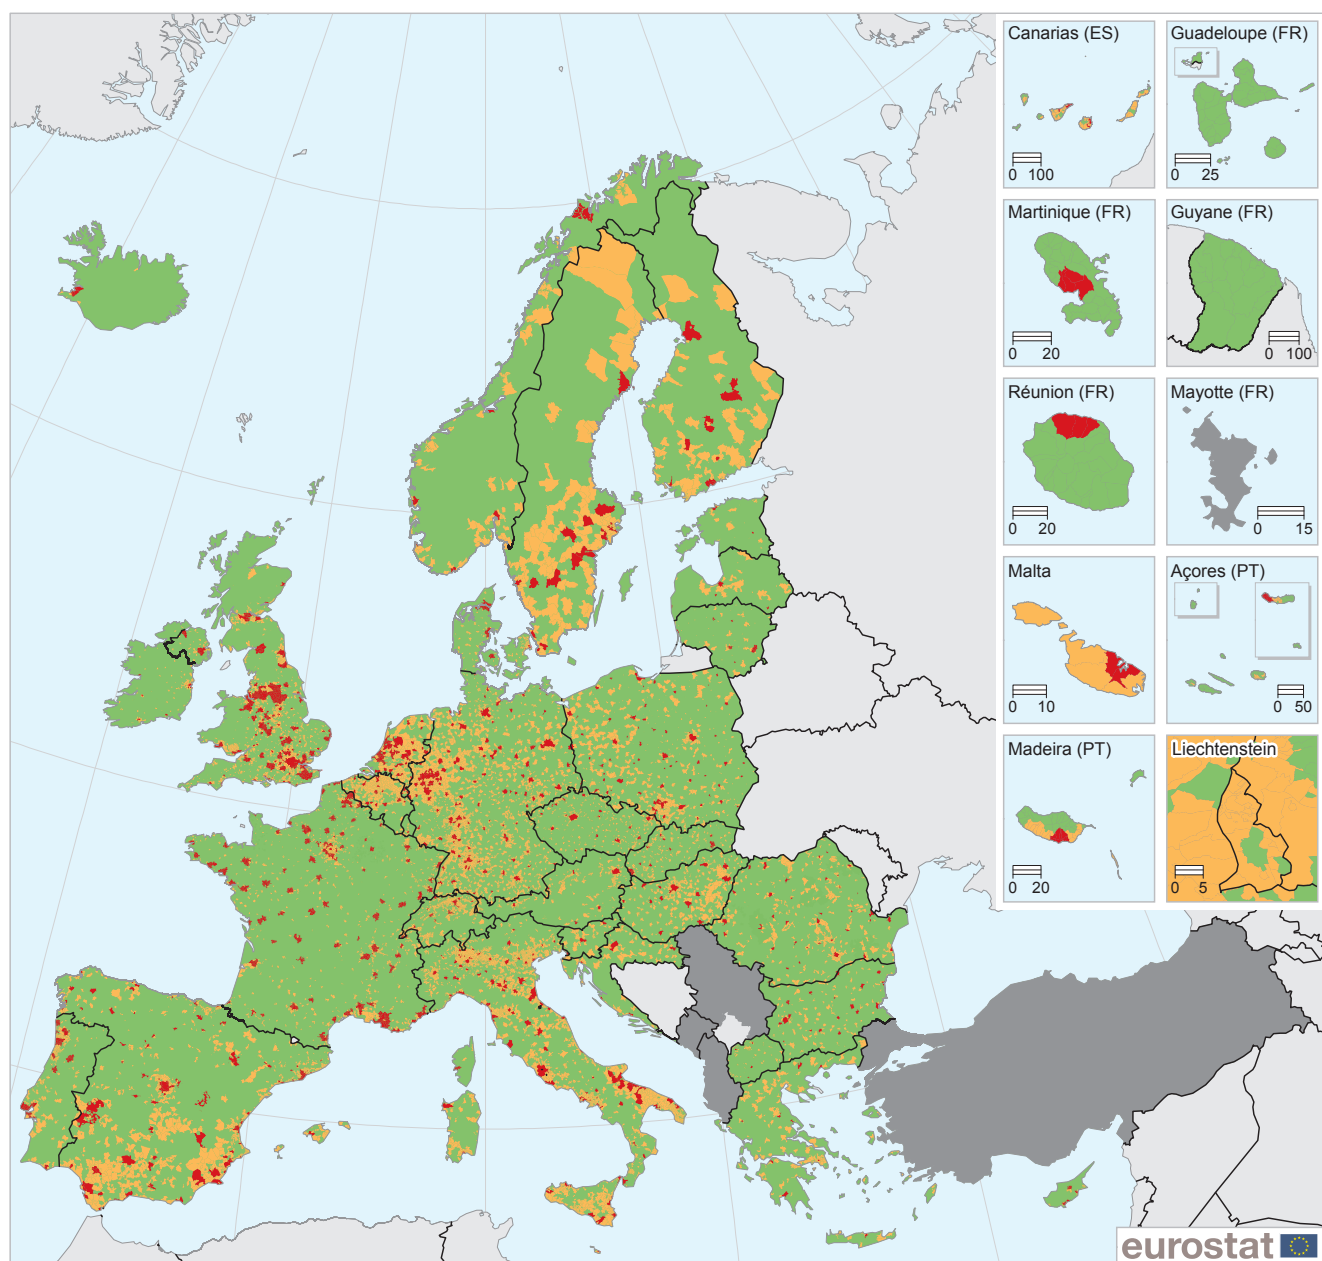 Canarias (ES)
0 100
Guadeloupe (FR)
0 25
Martinique (FR)
0 20
Guyane (FR)
0 100
Réunion (FR)
0 20
Mayotte (FR)
0 15
Malta
0 10
Açores (PT)
0 50
Madeira (PT)
0 20
Liechtenstein
0 5
eurostat